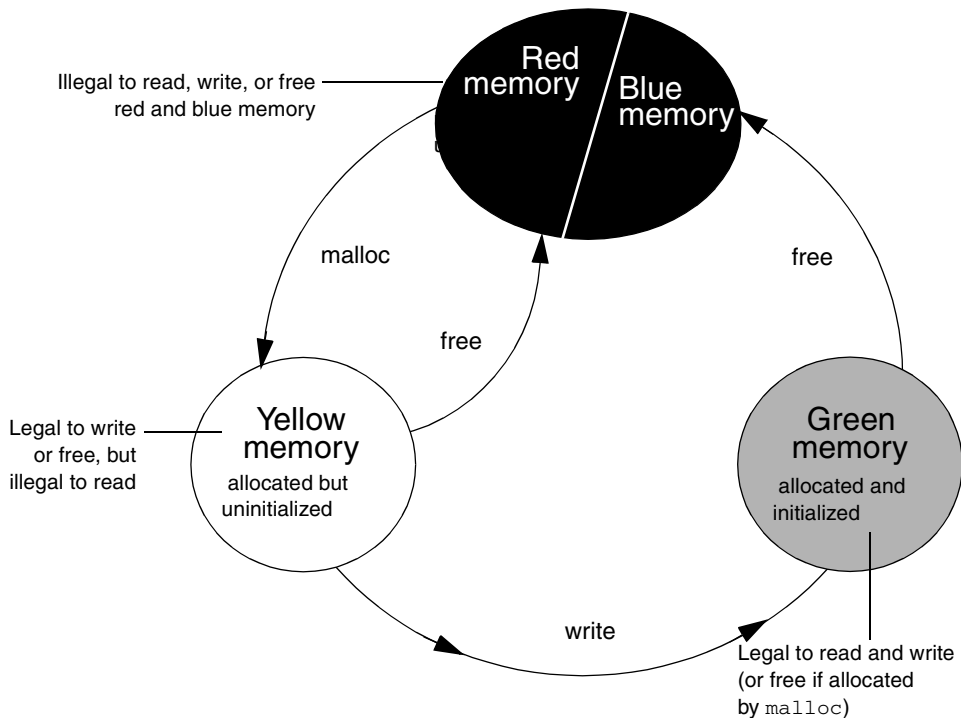 Red
memory
Blue
memory
Illegal to read, write, or free
red and blue memory
malloc
free
free
Yellow
memory
allocated but
uninitialized
Legal to write
or free, but
illegal to read
Green
memory
allocated and
initialized
write
Legal to read and write
(or free if allocated
by malloc)